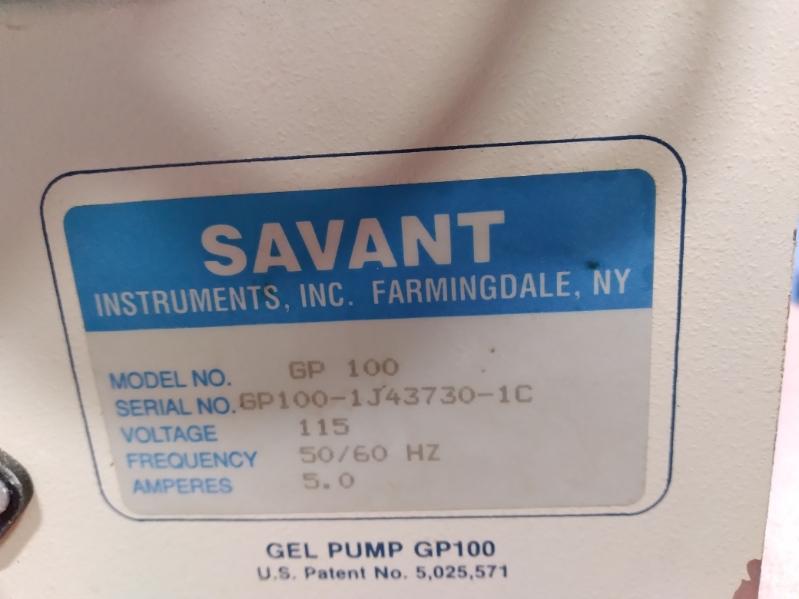 SAVANT
INSTRUMENTS, INC. FARMINGDALE, NY
MODEL NO. GP 100
SERIAL NO. GP100-1J43730-1C
VOLTAGE 115
FREQUENCY 50/60 HZ
AMPERES 5.0
GEL PUMP GP100
U.S. Patent No. 5,025,571